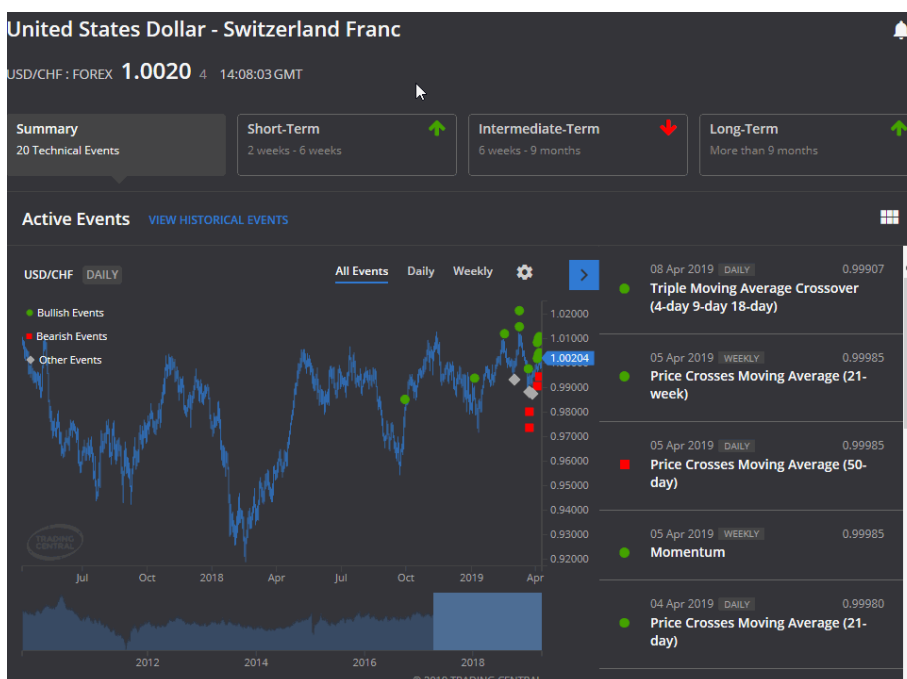 United States Dollar - Switzerland Franc
USD/CHF : FOREX 1.0020 4 14:08:03 GMT
Summary
20 Technical Events
Short-Term
2 weeks - 6 weeks
Intermediate-Term
6 weeks - 9 months
Long-Term
More than 9 months
Active Events VIEW HISTORICAL EVENTS
USD/CHF DAILY
All Events Daily Weekly
Bullish Events
Bearish Events
Other Events
1.02000
1.01000
1.00204
0.99000
0.98000
0.97000
0.96000
0.95000
0.94000
0.93000
0.92000
TRADING
CENTRAL
Jul Oct 2018 Apr Jul Oct 2019 Apr
2012 2014 2016 2018
© 2019 TRADING CENTRAL
08 Apr 2019 DAILY 0.99907
Triple Moving Average Crossover
(4-day 9-day 18-day)
05 Apr 2019 WEEKLY 0.99985
Price Crosses Moving Average (21-
week)
05 Apr 2019 DAILY 0.99985
Price Crosses Moving Average (50-
day)
05 Apr 2019 WEEKLY 0.99985
Momentum
04 Apr 2019 DAILY 0.99980
Price Crosses Moving Average (21-
day)